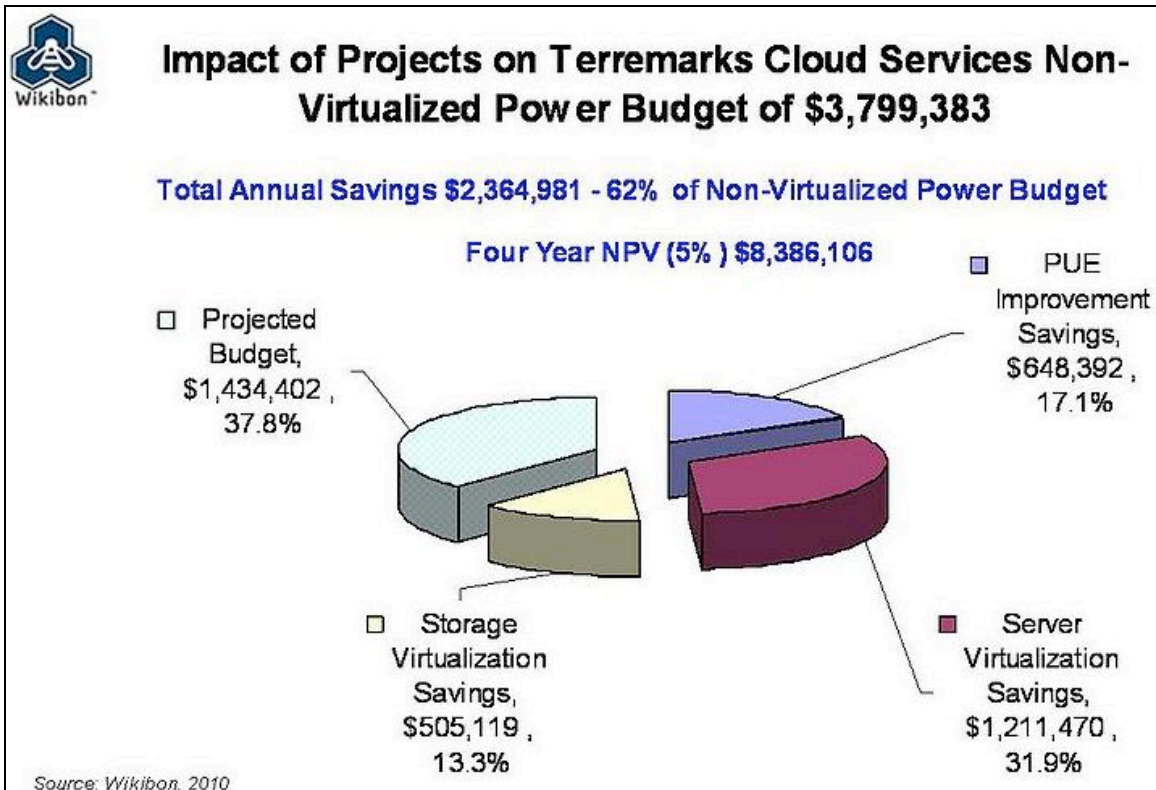 Wikibon™
Impact of Projects on Terremarks Cloud Services Non-
Virtualized Power Budget of $3,799,383
Total Annual Savings $2,364,981 - 62% of Non-Virtualized Power Budget
Four Year NPV (5% ) $8,386,106
PUE
Improvement
Savings,
$648,392 ,
17.1%
Projected
Budget,
$1,434,402 ,
37.8%
Storage
Virtualization
Savings,
$505,119 ,
13.3%
Server
Virtualization
Savings,
$1,211,470 ,
31.9%
Source: Wikibon, 2010